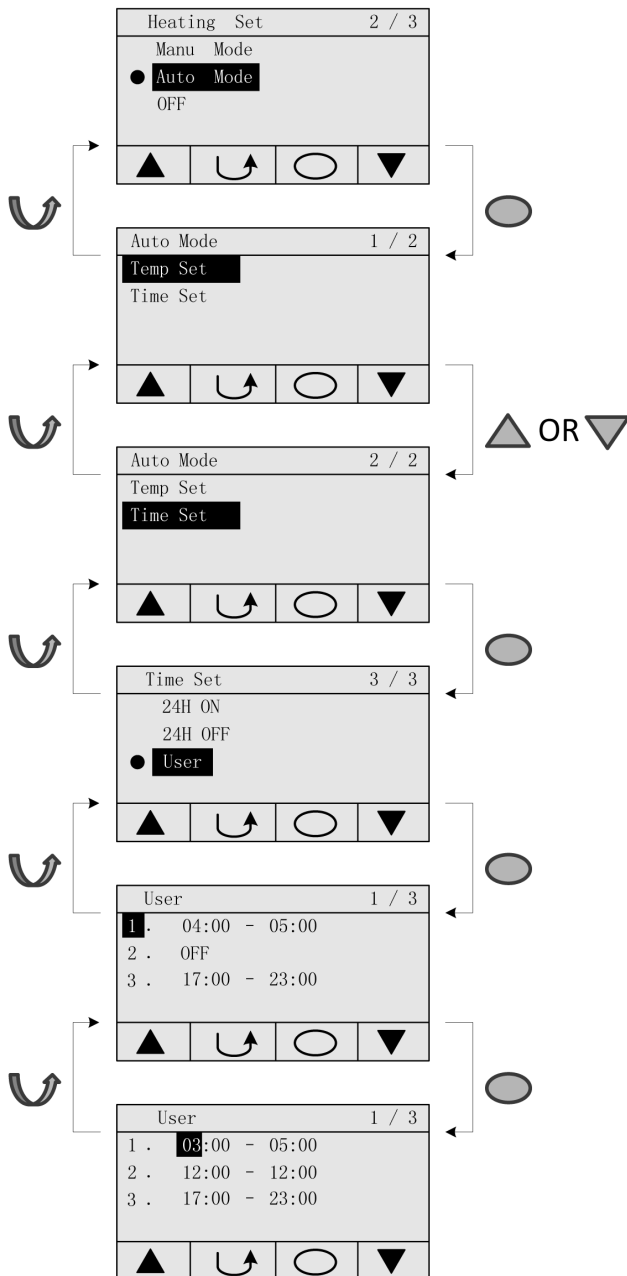 Heating Set 2 / 3
Manu Mode
Auto Mode
OFF
Auto Mode 1 / 2
Temp Set
Time Set
OR
Auto Mode 2 / 2
Temp Set
Time Set
Time Set 3 / 3
24H ON
24H OFF
User
User 1 / 3
1 . 04:00 - 05:00
2 . OFF
3 . 17:00 - 23:00
User 1 / 3
1 . 03:00 - 05:00
2 . 12:00 - 12:00
3 . 17:00 - 23:00